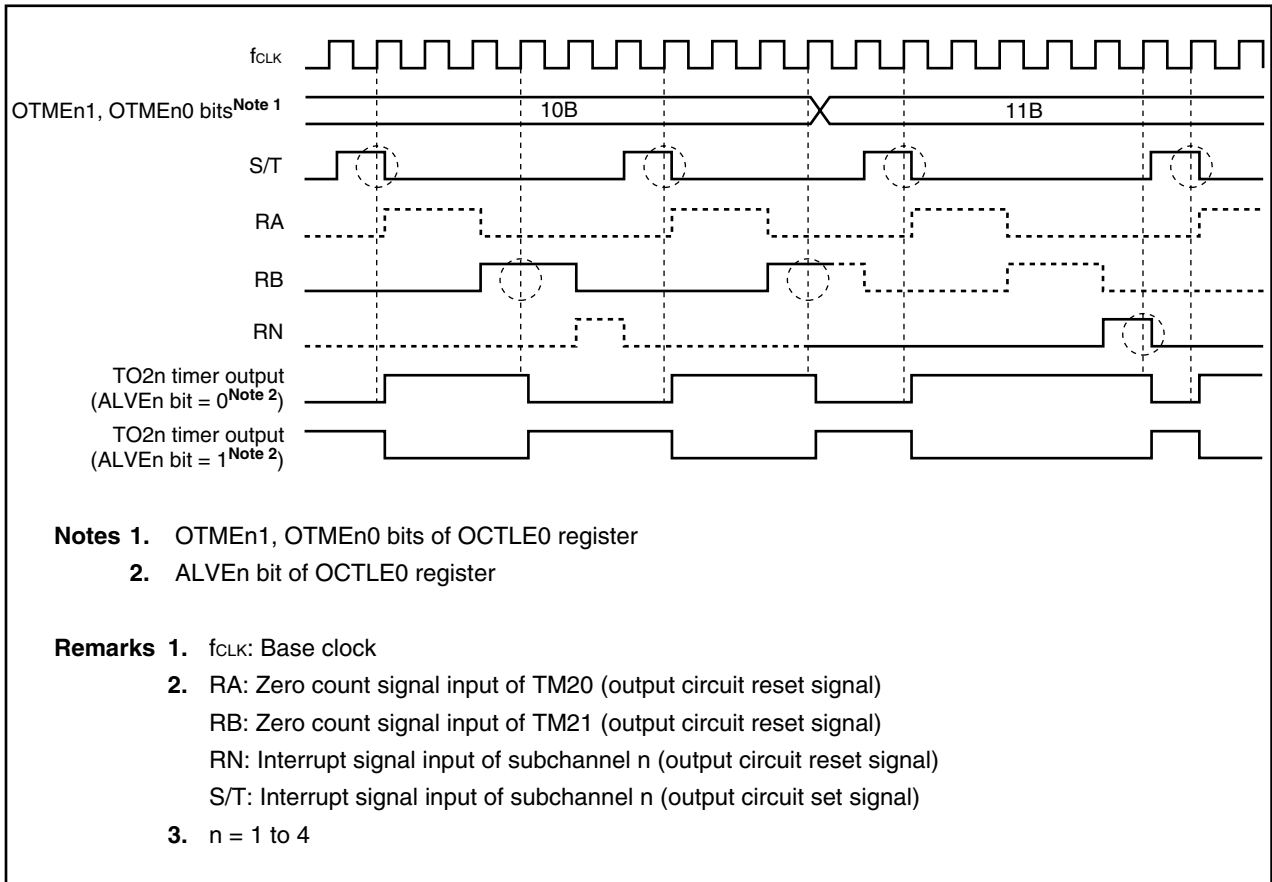 fCLK
OTMEn1, OTMEn0 bitsNote 1
10B
11B
S/T
RA
RB
RN
TO2n timer output
(ALVEn bit = 0Note 2)
TO2n timer output
(ALVEn bit = 1Note 2)
Notes 1. OTMEn1, OTMEn0 bits of OCTLE0 register
2. ALVEn bit of OCTLE0 register
Remarks 1. fCLK: Base clock
2. RA: Zero count signal input of TM20 (output circuit reset signal)
RB: Zero count signal input of TM21 (output circuit reset signal)
RN: Interrupt signal input of subchannel n (output circuit reset signal)
S/T: Interrupt signal input of subchannel n (output circuit set signal)
3. n = 1 to 4